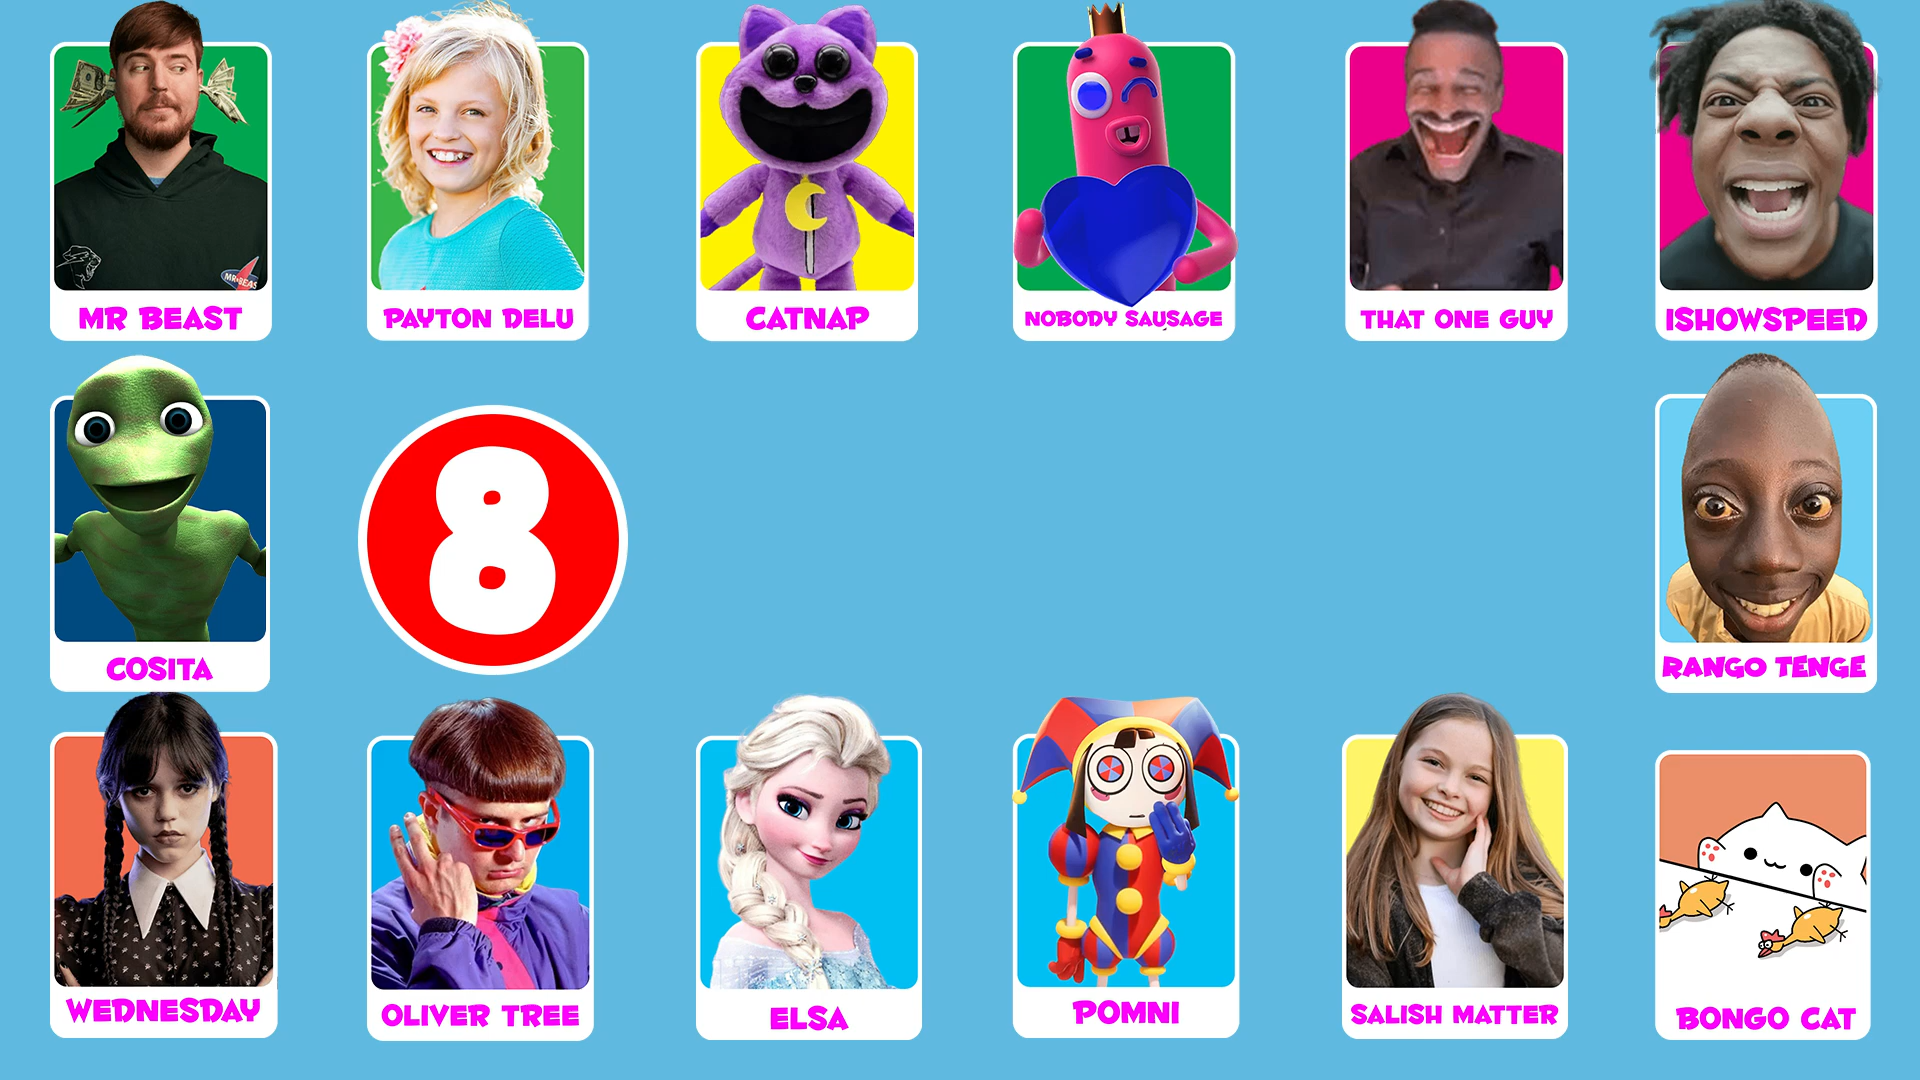 MR BEAST
PAYTON DELU
CATNAP
NOBODY SAUSAGE
THAT ONE GUY
ISHOWSPEED
COSITA
8
RANGO TENGE
WEDNESDAY
OLIVER TREE
ELSA
POMNI
SALISH MATTER
BONGO CAT